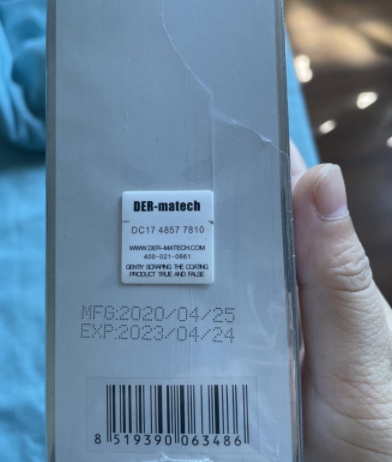 DER-matech
DC17 4857 7810
WWW.DER-MATECH.COM
400-021-0861
GENTLY SCRAPING THE COATING
PRODUCT TRUE AND FALSE
MFG:2020/04/25
EXP:2023/04/24
8 519390 063486